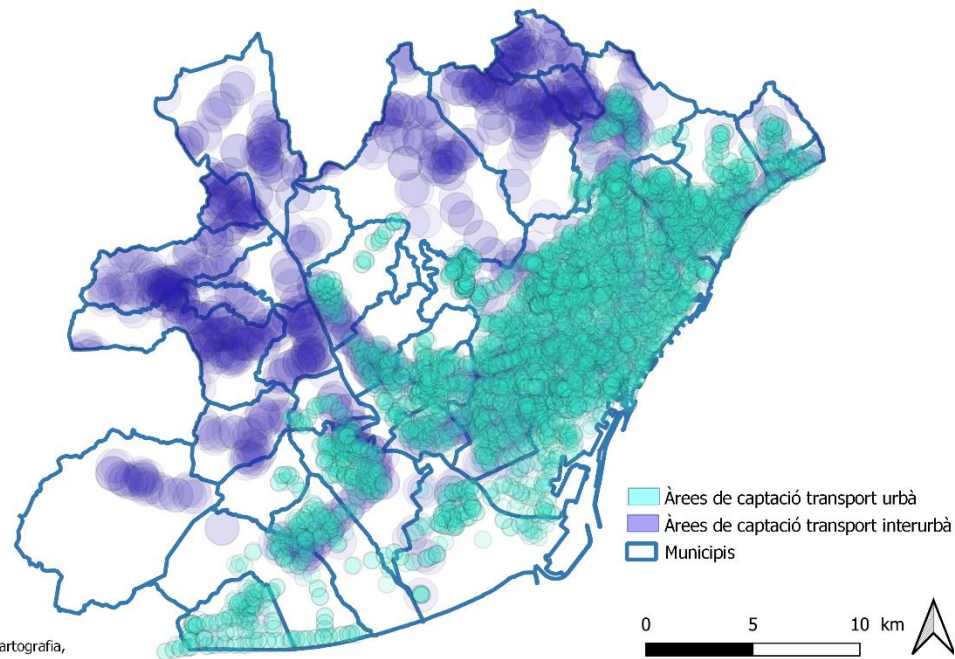 Àrees de captació transport urbà
Àrees de captació transport interurbà
Municipis
0 5 10 km
artografia,